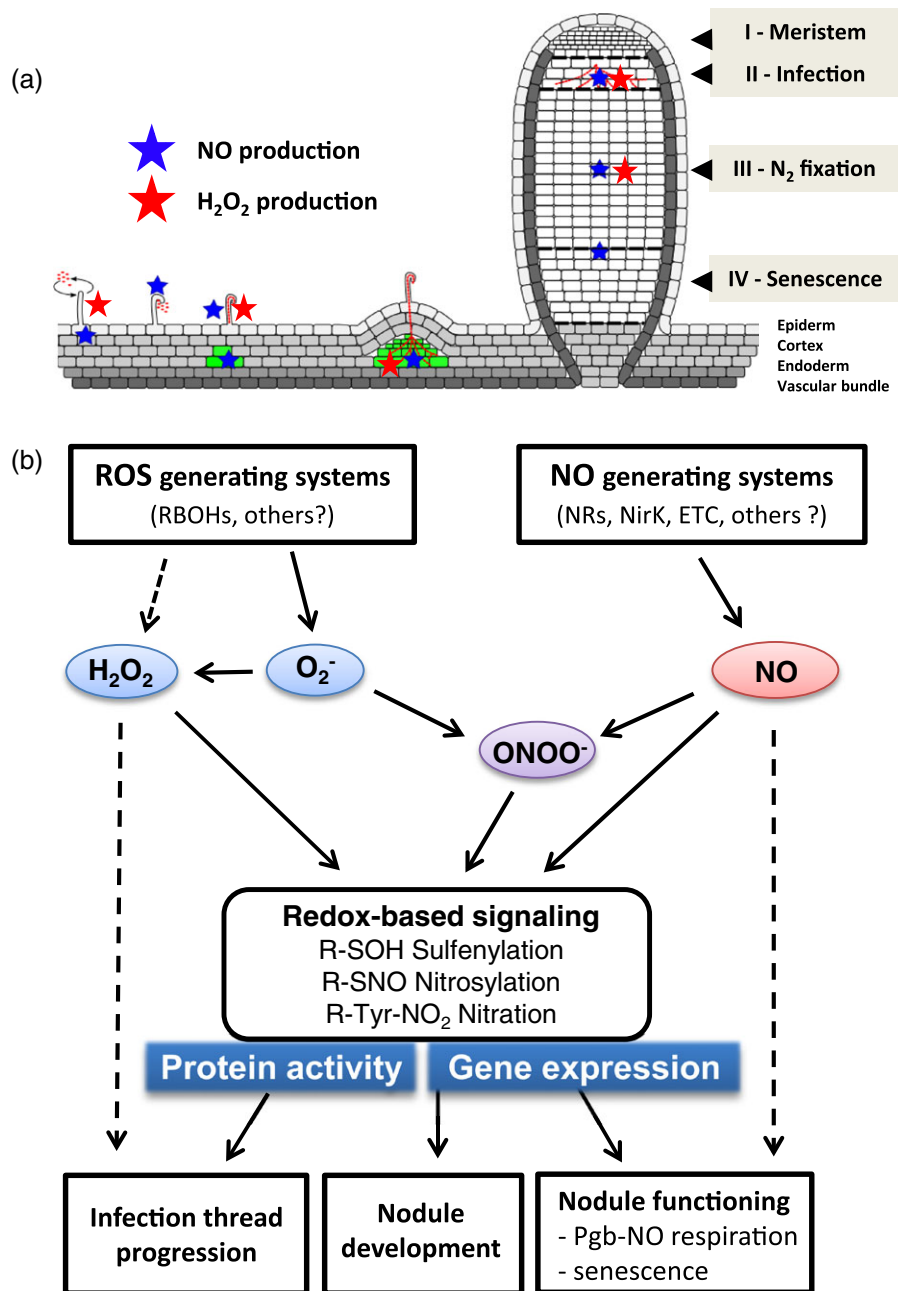 (a)
NO production
H₂O₂ production
I - Meristem
II - Infection
III - N₂ fixation
IV - Senescence
Epiderm
Cortex
Endoderm
Vascular bundle
(b)
ROS generating systems
(RBOHs, others?)
NO generating systems
(NRs, NirK, ETC, others ?)
H₂O₂
O₂⁻
NO
ONOO⁻
Redox-based signaling
R-SOH Sulfenylation
R-SNO Nitrosylation
R-Tyr-NO₂ Nitration
Protein activity
Gene expression
Infection thread
progression
Nodule
development
Nodule functioning
- Pgb-NO respiration
- senescence